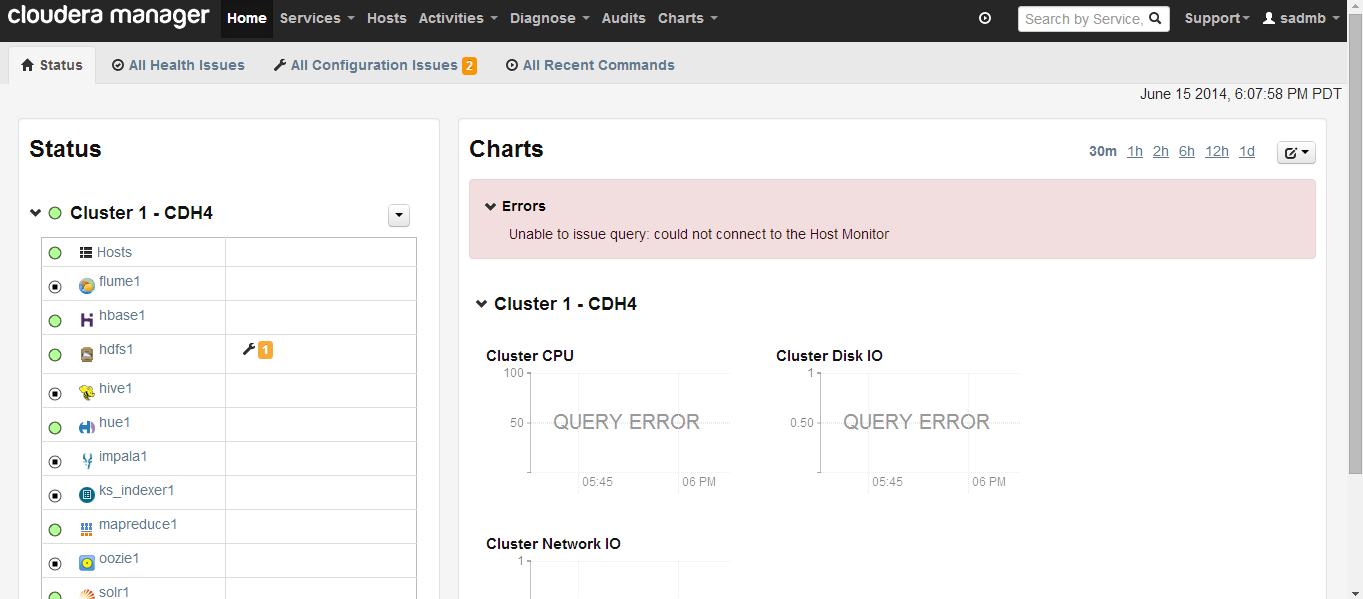 cloudera manager Home Services Hosts Activities Diagnose Audits Charts Search by Service, Support sadmb
Status All Health Issues All Configuration Issues 2 All Recent Commands
June 15 2014, 6:07:58 PM PDT
Status
Cluster 1 - CDH4
Hosts
flume1
hbase1
hdfs1 1
hive1
hue1
impala1
ks_indexer1
mapreduce1
oozie1
solr1
Charts 30m 1h 2h 6h 12h 1d
Errors
Unable to issue query: could not connect to the Host Monitor
Cluster 1 - CDH4
Cluster CPU
100
50
QUERY ERROR
05:45 06 PM
Cluster Disk IO
1
0.50
QUERY ERROR
05:45 06 PM
Cluster Network IO
1